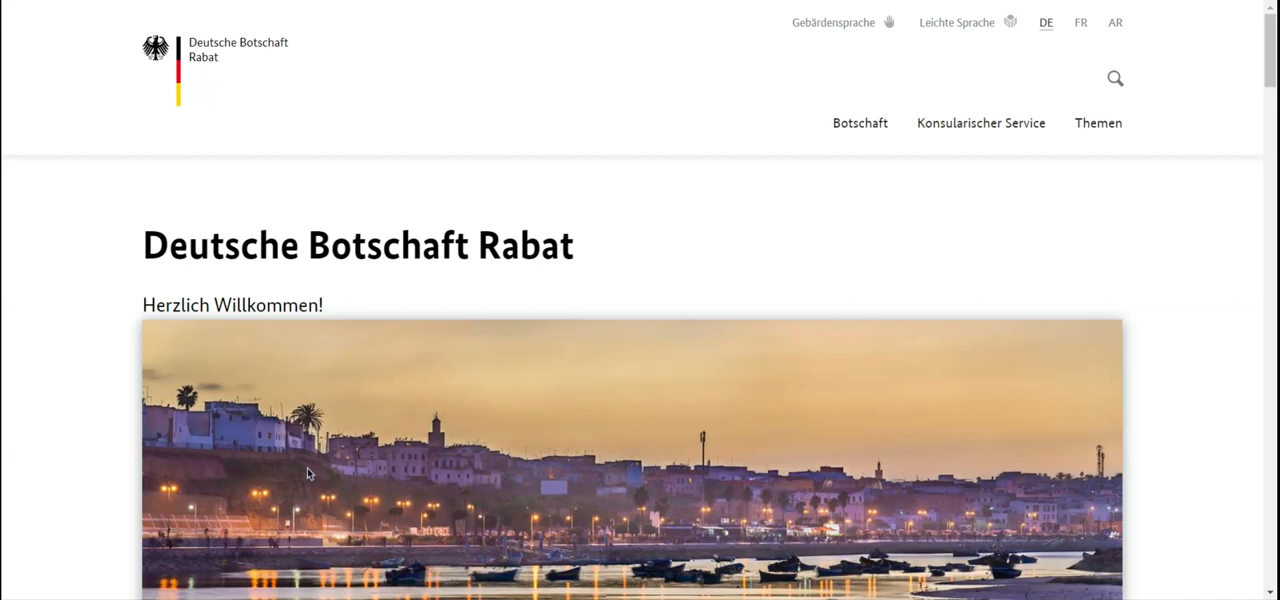 Gebärdensprache Leichte Sprache DE FR AR
Deutsche Botschaft
Rabat
Botschaft Konsularischer Service Themen
Deutsche Botschaft Rabat
Herzlich Willkommen!